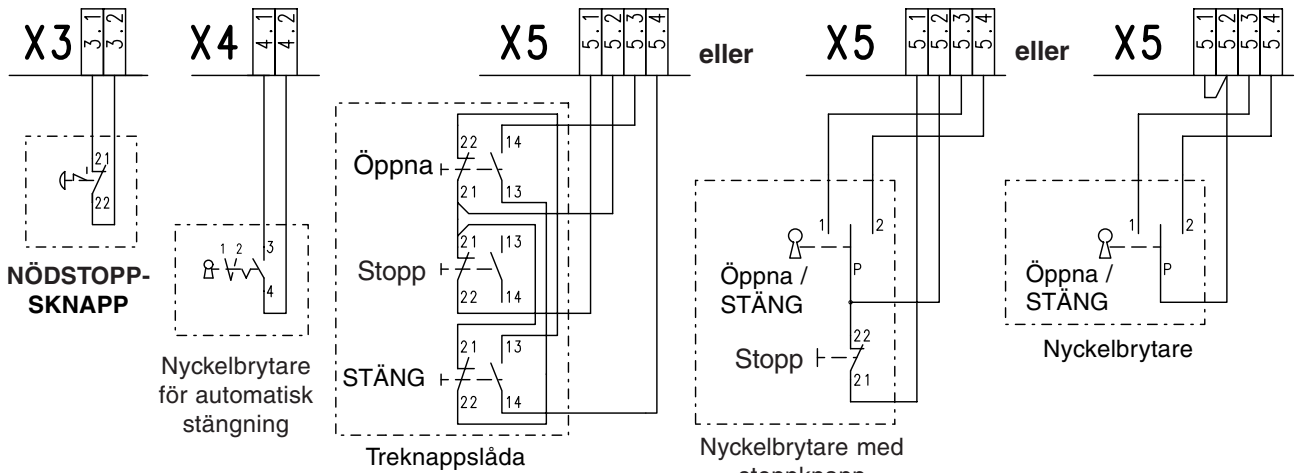 X3 3.1 3.2
X4 4.1 4.2
X5 5.1 5.2 5.3 5.4
eller
X5 5.1 5.2 5.3 5.4
eller
X5 5.1 5.2 5.3 5.4
21
22
NÖDSTOPP-
SKNAPP
1 2 3
4
Nyckelbrytare
för automatisk
stängning
22 14
Öppna
21 13
21 13
Stopp
22 14
21 13
STÄNG
22 14
Treknappslåda
1 2
P
Öppna /
STÄNG
22
Stopp
21
Nyckelbrytare med
stoppknapp
1 2
P
Öppna /
STÄNG
Nyckelbrytare